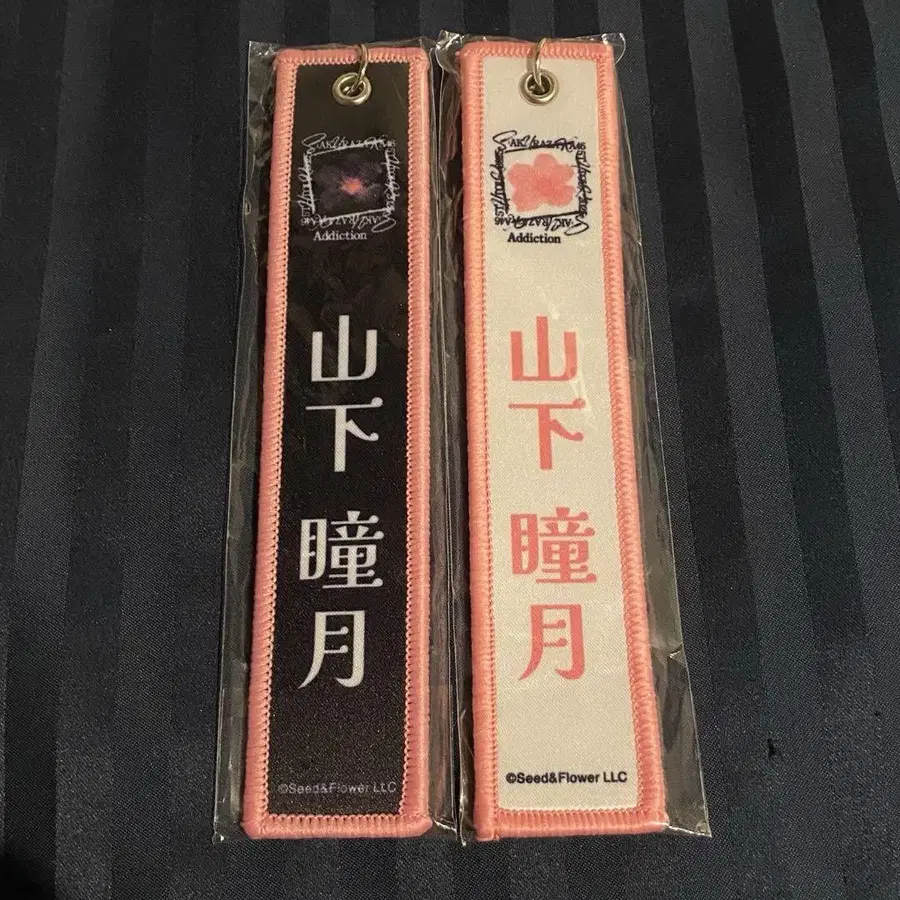 Addiction
山下 瞳月
©Seed&Flower LLC
Addiction
山下 瞳月
©Seed&Flower LLC